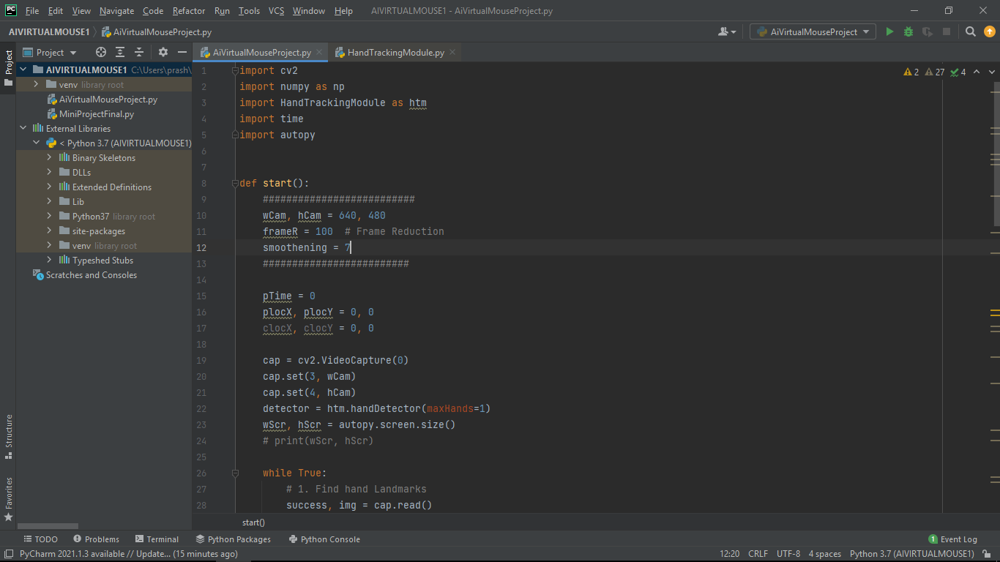 PC File Edit View Navigate Code Refactor Run Tools VCS Window Help AIVIRTUALMOUSE1 - AiVirtualMouseProject.py
AIVIRTUALMOUSE1 AiVirtualMouseProject.py AiVirtualMouseProject
Project
Project AiVirtualMouseProject.py HandTrackingModule.py
AIVIRTUALMOUSE1 C:\Users\prash\
venv library root
AiVirtualMouseProject.py
MiniProjectFinal.py
External Libraries
< Python 3.7 (AIVIRTUALMOUSE1)
Binary Skeletons
DLLs
Extended Definitions
Lib
Python37 library root
site-packages
venv library root
Typeshed Stubs
Scratches and Consoles
2 27 4
1 import cv2
2 import numpy as np
3 import HandTrackingModule as htm
4 import time
5 import autopy
6
7
8 def start():
9 ##########################
10 wCam, hCam = 640, 480
11 frameR = 100  # Frame Reduction
12 smoothening = 7
13 #########################
14
15 pTime = 0
16 plocX, plocY = 0, 0
17 clocX, clocY = 0, 0
18
19 cap = cv2.VideoCapture(0)
20 cap.set(3, wCam)
21 cap.set(4, hCam)
22 detector = htm.handDetector(maxHands=1)
23 wScr, hScr = autopy.screen.size()
24 # print(wScr, hScr)
25
26 while True:
27 # 1. Find hand Landmarks
28 success, img = cap.read()
start()
Structure
Favorites
TODO Problems Terminal Python Packages Python Console 1 Event Log
PyCharm 2021.1.3 available // Update... (15 minutes ago) 12:20 CRLF UTF-8 4 spaces Python 3.7 (AIVIRTUALMOUSE1)